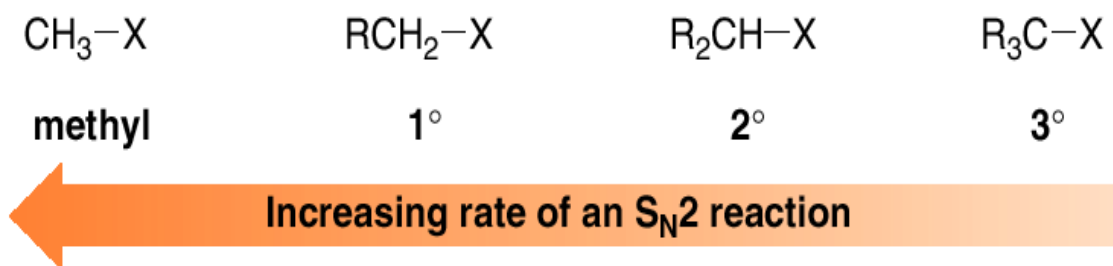 CH₃–X RCH₂–X R₂CH–X R₃C–X
methyl 1° 2° 3°
Increasing rate of an Sₙ2 reaction